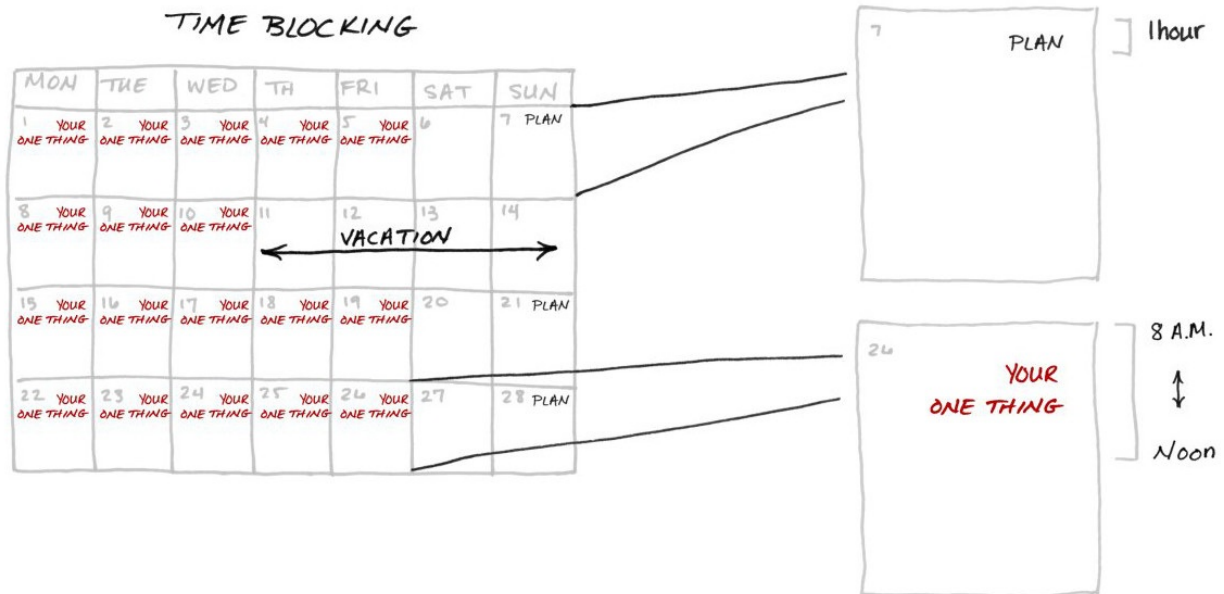 TIME BLOCKING
MON TUE WED TH FRI SAT SUN
1 YOUR 2 YOUR 3 YOUR 4 YOUR 5 YOUR 6 7 PLAN
ONE THING ONE THING ONE THING ONE THING ONE THING
8 YOUR 9 YOUR 10 YOUR 11 12 13 14
ONE THING ONE THING ONE THING
VACATION
15 YOUR 16 YOUR 17 YOUR 18 YOUR 19 YOUR 20 21 PLAN
ONE THING ONE THING ONE THING ONE THING ONE THING
22 YOUR 23 YOUR 24 YOUR 25 YOUR 26 YOUR 27 28 PLAN
ONE THING ONE THING ONE THING ONE THING ONE THING
7
PLAN
1hour
26
YOUR
ONE THING
8 A.M.
Noon